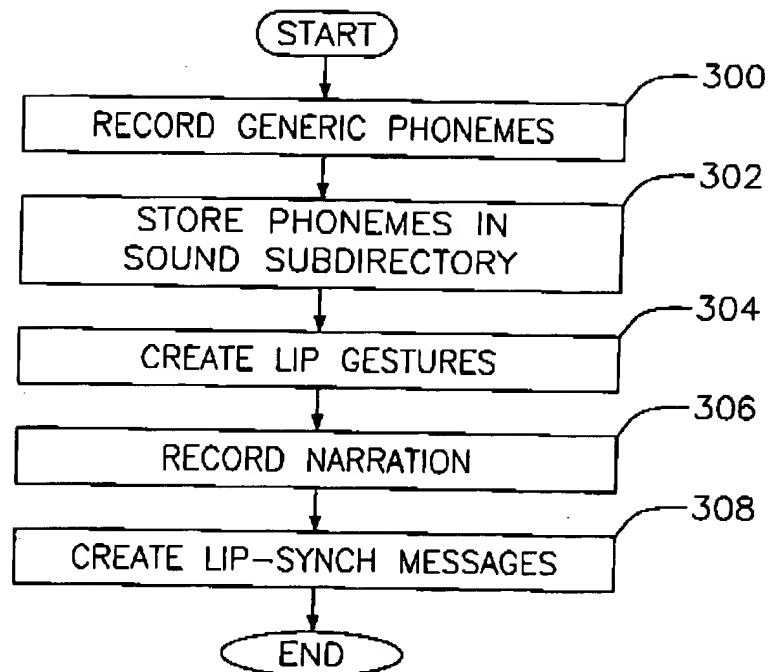 START
RECORD GENERIC PHONEMES
300
STORE PHONEMES IN
SOUND SUBDIRECTORY
302
CREATE LIP GESTURES
304
RECORD NARRATION
306
CREATE LIP-SYNCH MESSAGES
308
END